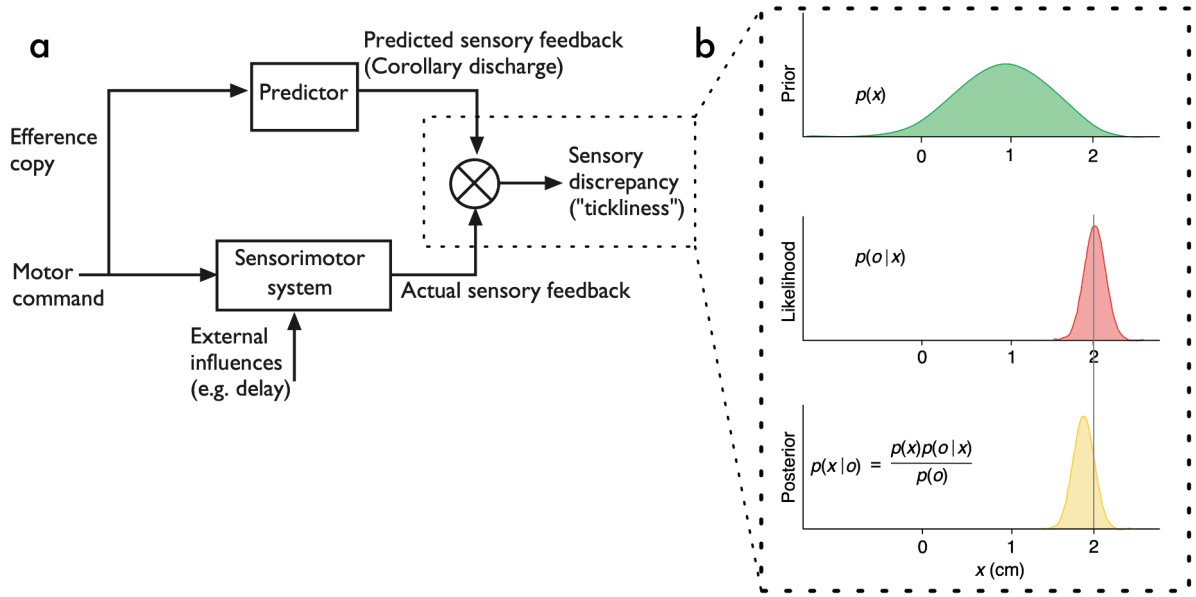 a
Predicted sensory feedback
(Corollary discharge)
Predictor
Efference
copy
Sensory
discrepancy
("tickliness")
Motor
command
Sensorimotor
system
Actual sensory feedback
External
influences
(e.g. delay)
b
Prior
p(x)
0 1 2
Likelihood
p(o|x)
0 1 2
Posterior
p(x|o) = p(x)p(o|x)
p(o)
0 1 2
x (cm)